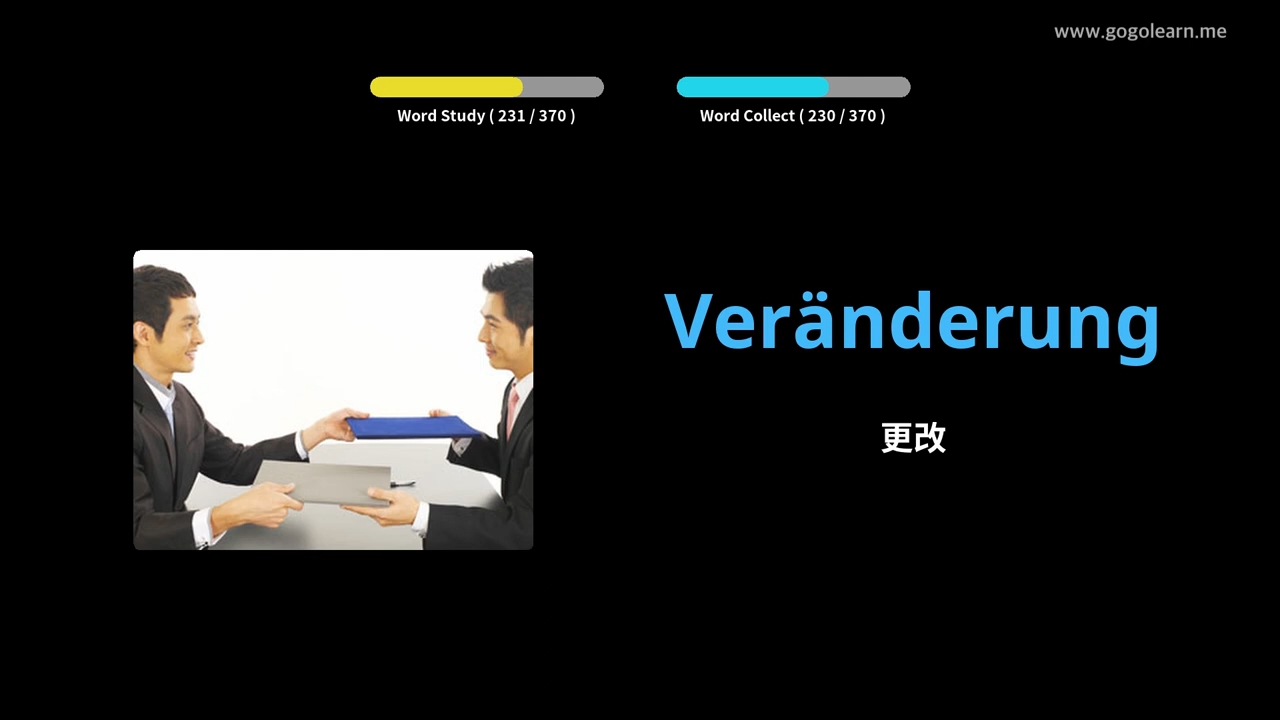 www.gogolearn.me
Word Study ( 231 / 370 )
Word Collect ( 230 / 370 )
Veränderung
更改